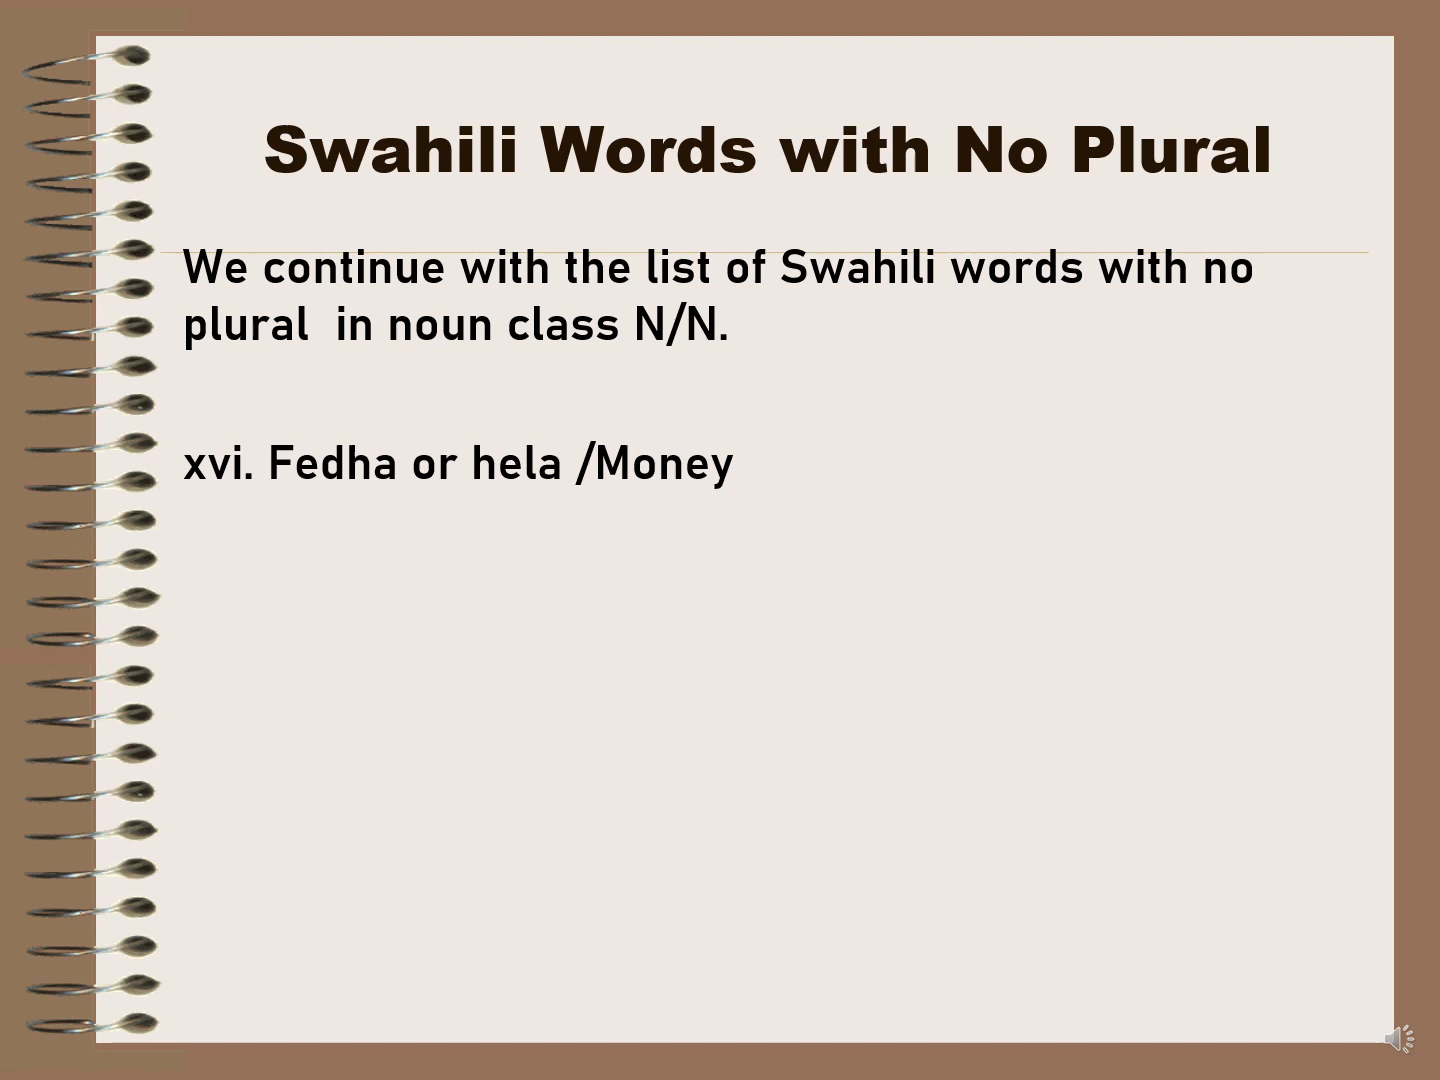 Swahili Words with No Plural
We continue with the list of Swahili words with no
plural  in noun class N/N.
xvi. Fedha or hela /Money